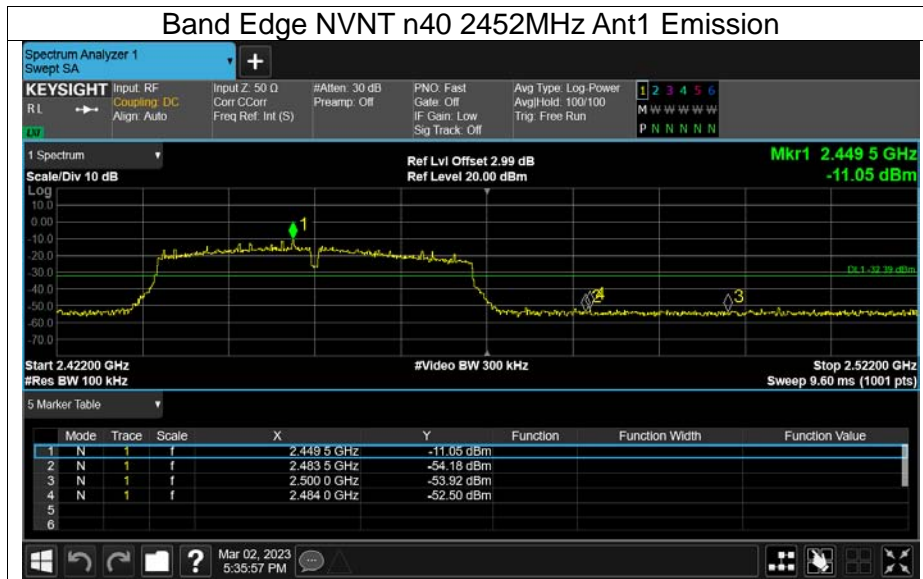 Band Edge NVNT n40 2452MHz Ant1 Emission
Spectrum Analyzer 1
Swept SA
+
KEYSIGHT Input: RF Input Z: 50 Ω #Atten: 30 dB PNO: Fast Avg Type: Log-Power 1 2 3 4 5 6
RL Coupling: DC Corr CCorr Preamp: Off Gate: Off Avg|Hold: 100/100 M W W W W W
Align: Auto Freq Ref: Int (S) IF Gain: Low Trig: Free Run
Sig Track: Off P N N N N N
LXI
1 Spectrum Ref Lvl Offset 2.99 dB Mkr1 2.449 5 GHz
Scale/Div 10 dB Ref Level 20.00 dBm -11.05 dBm
Log
10.0
0.00
1
-10.0
-20.0
DL1 -32.39 dBm
-30.0
-40.0
2 4 3
-50.0
-60.0
-70.0
Start 2.42200 GHz #Video BW 300 kHz Stop 2.52200 GHz
#Res BW 100 kHz Sweep 9.60 ms (1001 pts)
5 Marker Table
Mode Trace Scale X Y Function Function Width Function Value
1 N 1 f 2.449 5 GHz -11.05 dBm
2 N 1 f 2.483 5 GHz -54.18 dBm
3 N 1 f 2.500 0 GHz -53.92 dBm
4 N 1 f 2.484 0 GHz -52.50 dBm
5
6
? Mar 02, 2023
5:35:57 PM